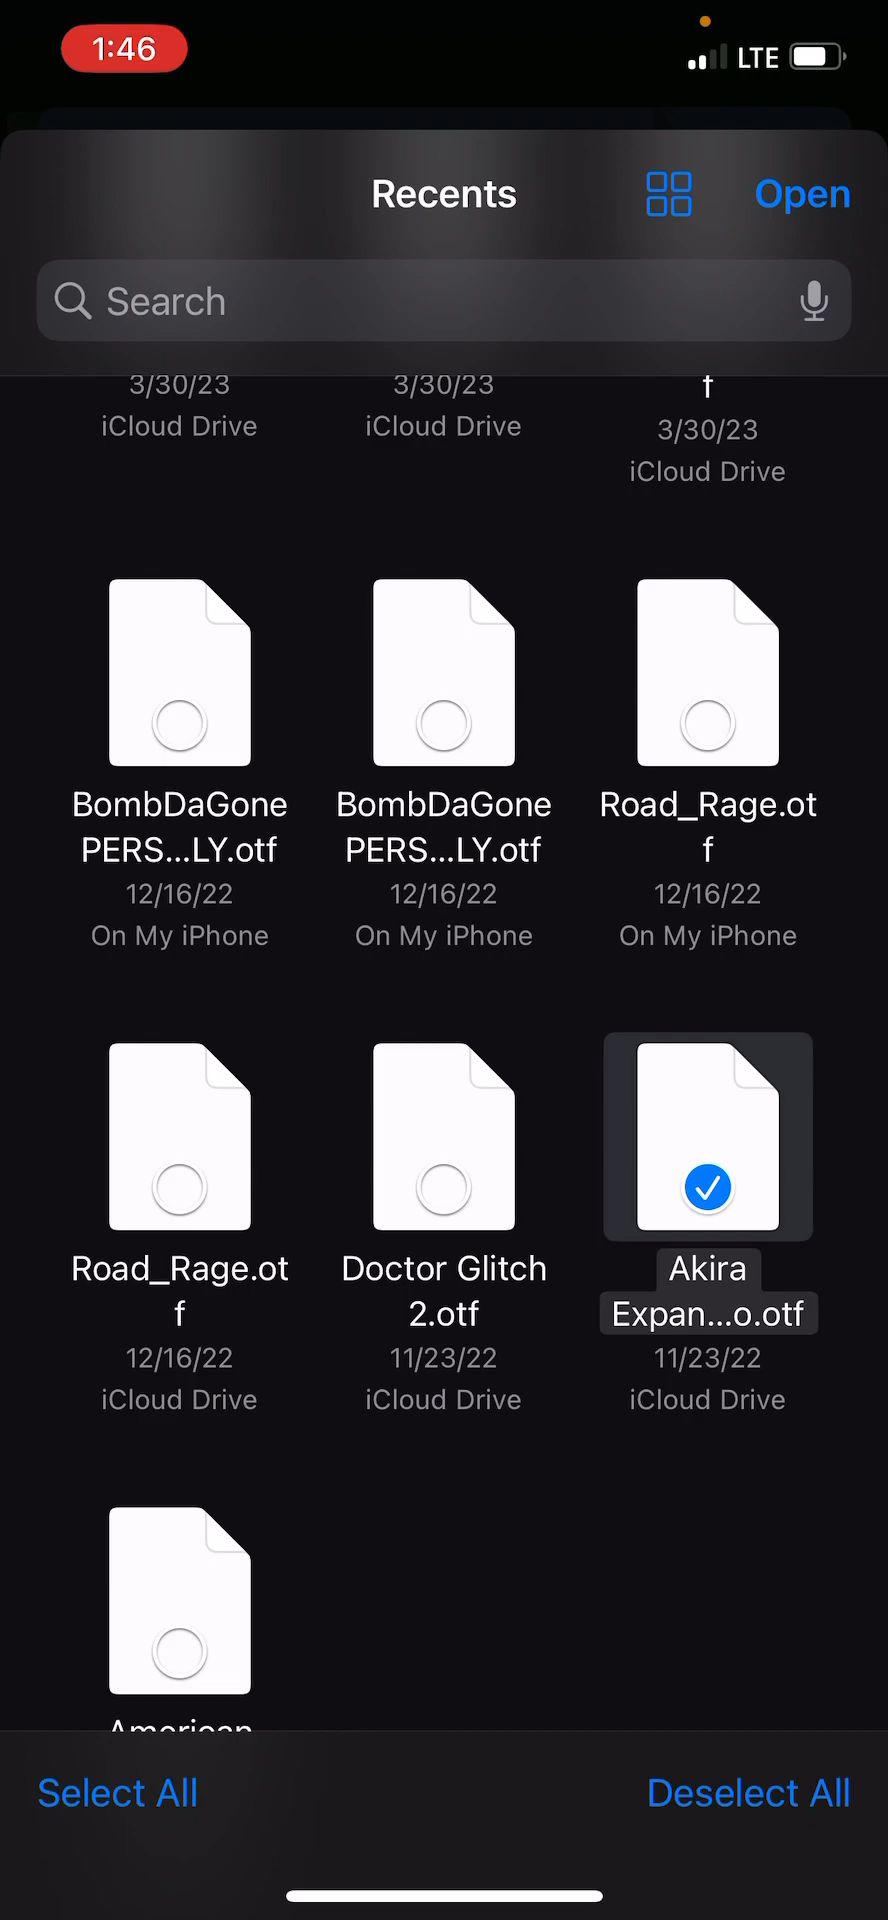 1:46
LTE
Recents
Open
Search
3/30/23
iCloud Drive
3/30/23
iCloud Drive
f
3/30/23
iCloud Drive
BombDaGone
PERS...LY.otf
12/16/22
On My iPhone
BombDaGone
PERS...LY.otf
12/16/22
On My iPhone
Road_Rage.ot
f
12/16/22
On My iPhone
Road_Rage.ot
f
12/16/22
iCloud Drive
Doctor Glitch
2.otf
11/23/22
iCloud Drive
Akira
Expan...o.otf
11/23/22
iCloud Drive
American
Select All
Deselect All